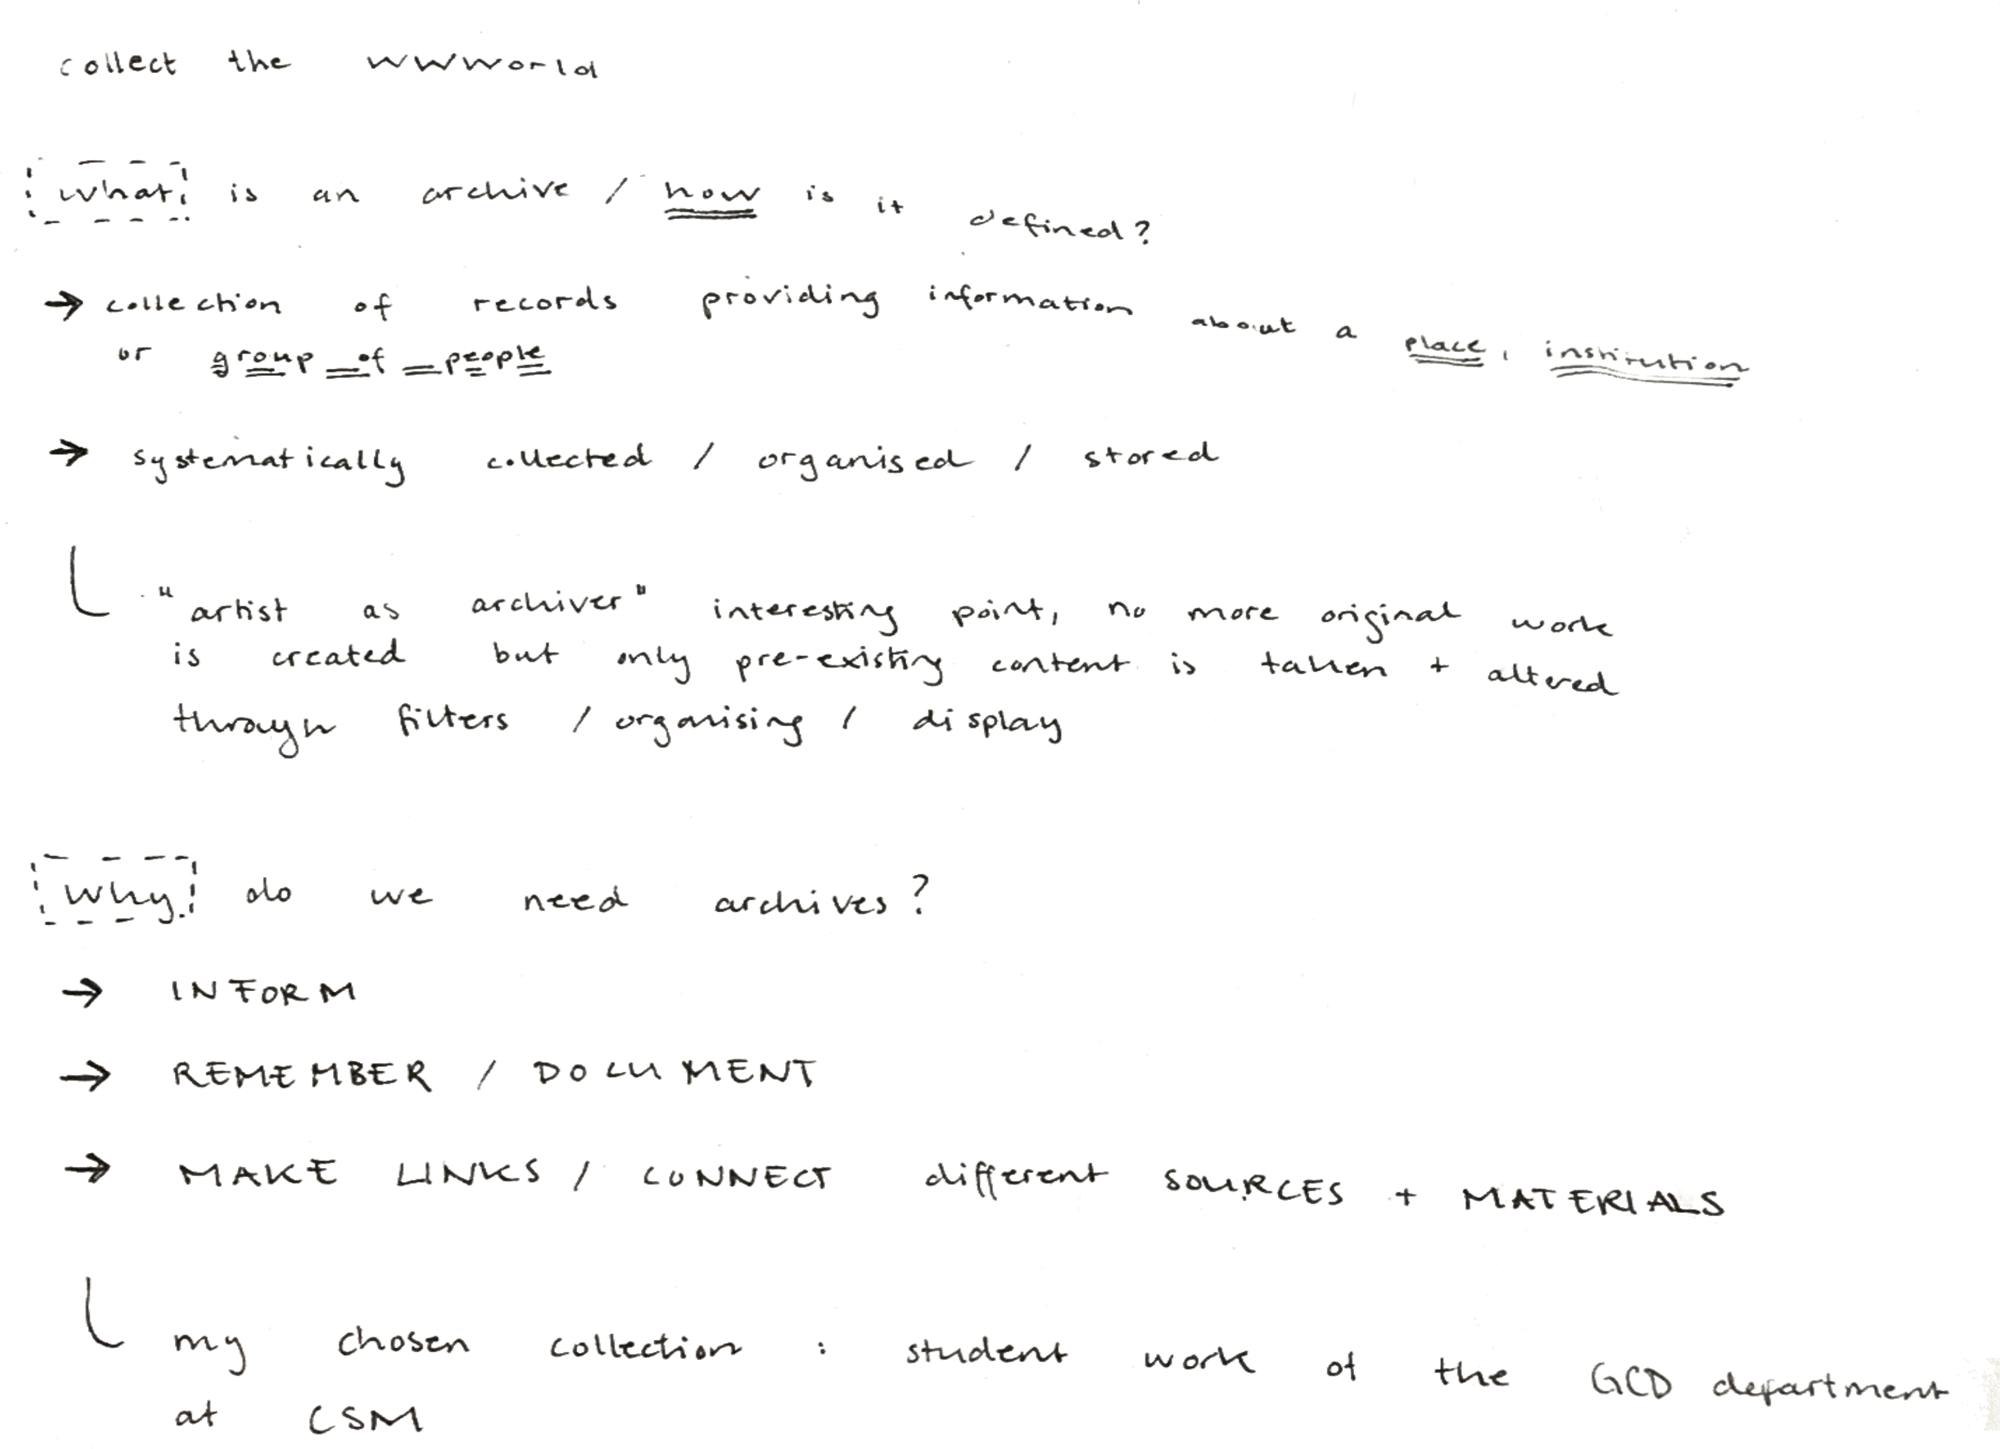 collect the wwworld
what is an archive / how is it defined?
→ collection of records providing information about a place, institution
or group of people
→ systematically collected / organised / stored
"artist as archiver" interesting point, no more original work
is created but only pre-existing content is taken + altered
through filters / organising / display
why do we need archives?
→ INFORM
→ REMEMBER / DOCUMENT
→ MAKE LINKS / CONNECT different SOURCES + MATERIALS
my chosen collection : student work of the GCD department
at CSM